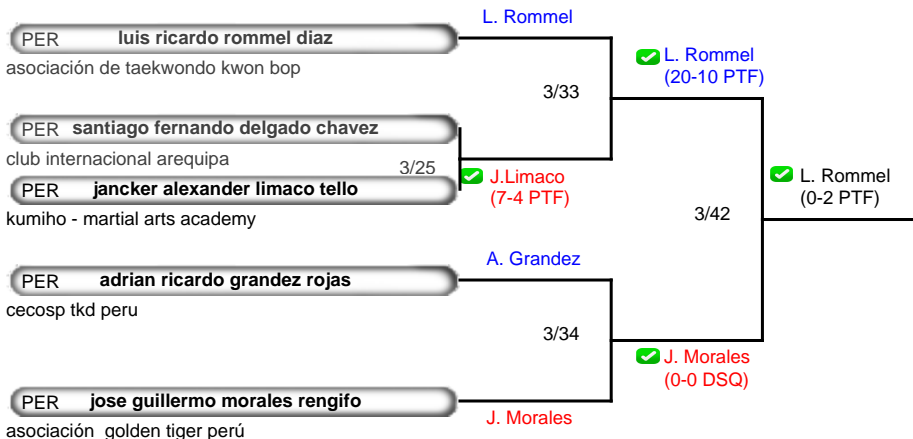 L. Rommel
PER luis ricardo rommel diaz
asociación de taekwondo kwon bop
L. Rommel
(20-10 PTF)
3/33
PER santiago fernando delgado chavez
club internacional arequipa
3/25
J.Limaco
(7-4 PTF)
PER jancker alexander limaco tello
kumiho - martial arts academy
L. Rommel
(0-2 PTF)
3/42
A. Grandez
PER adrian ricardo grandez rojas
cecosp tkd peru
3/34
J. Morales
(0-0 DSQ)
PER jose guillermo morales rengifo
J. Morales
asociación golden tiger perú